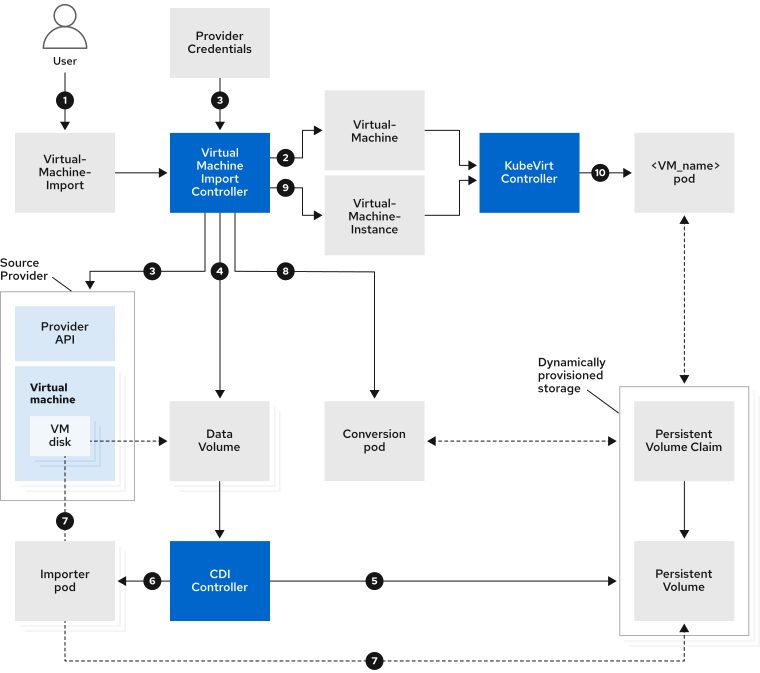 User
Provider
Credentials
1
3
Virtual-
Machine-
Import
Virtual
Machine
Import
Controller
2
9
Virtual-
Machine
Virtual-
Machine-
Instance
KubeVirt
Controller
10
<VM_name>
pod
Source
Provider
3
4
8
Provider
API
Virtual
machine
VM
disk
Data
Volume
Conversion
pod
Dynamically
provisioned
storage
Persistent
Volume Claim
7
Importer
pod
6
CDI
Controller
5
Persistent
Volume
7